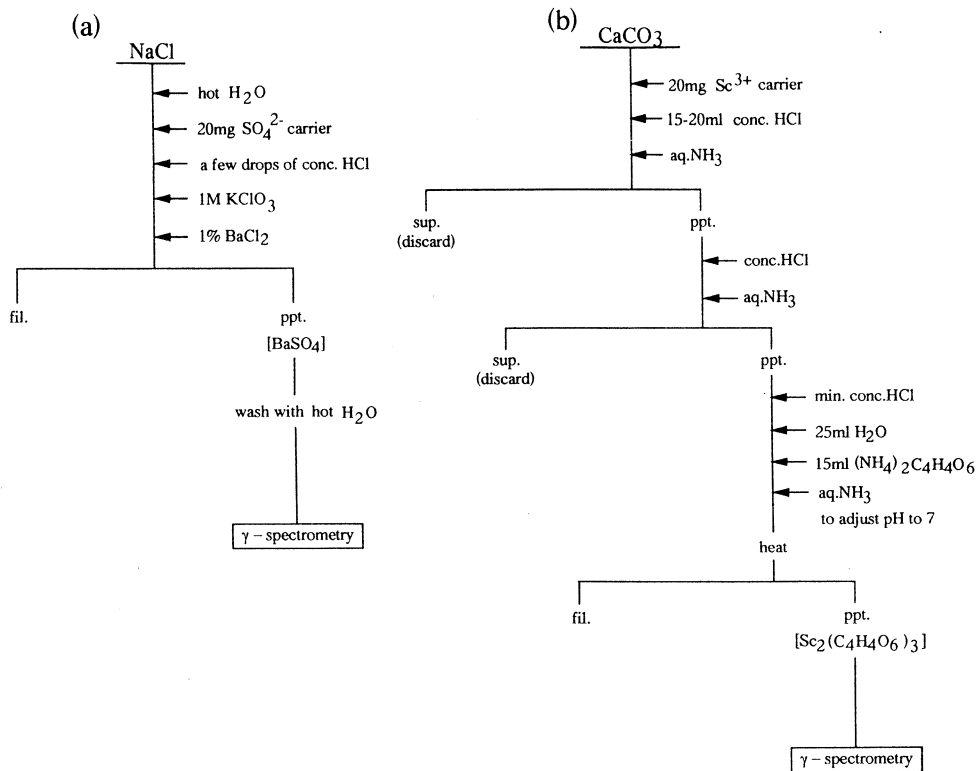 (a)
NaCl
hot H2O
20mg SO4 2- carrier
a few drops of conc. HCl
1M KClO3
1% BaCl2
fil.
ppt.
[BaSO4]
wash with hot H2O
γ – spectrometry
(b)
CaCO3
20mg Sc3+ carrier
15-20ml conc. HCl
aq.NH3
sup.
(discard)
ppt.
conc.HCl
aq.NH3
sup.
(discard)
ppt.
min. conc.HCl
25ml H2O
15ml (NH4)2C4H4O6
aq.NH3
to adjust pH to 7
heat
fil.
ppt.
[Sc2(C4H4O6)3]
γ – spectrometry